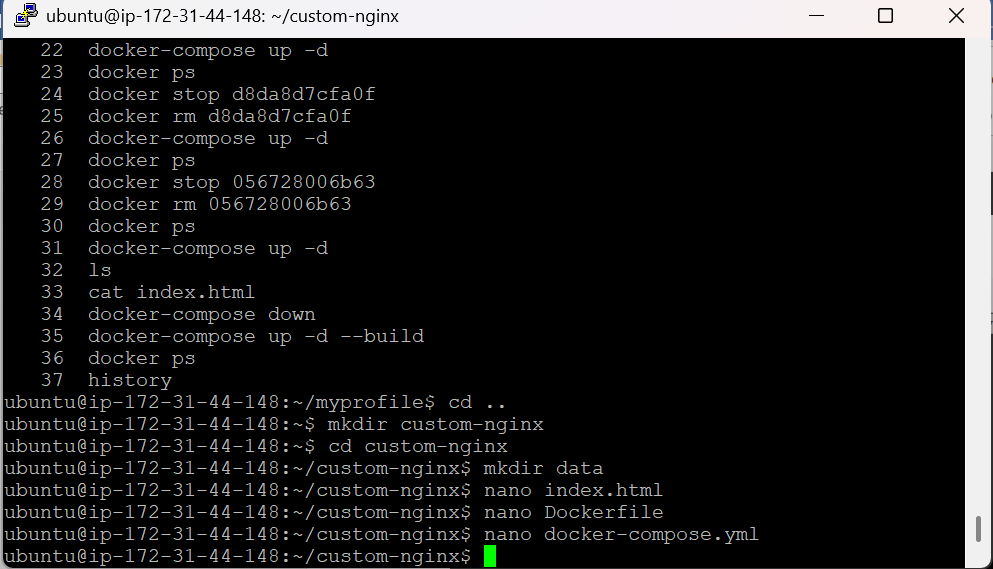 ubuntu@ip-172-31-44-148: ~/custom-nginx
22 docker-compose up -d
23 docker ps
24 docker stop d8da8d7cfa0f
25 docker rm d8da8d7cfa0f
26 docker-compose up -d
27 docker ps
28 docker stop 056728006b63
29 docker rm 056728006b63
30 docker ps
31 docker-compose up -d
32 ls
33 cat index.html
34 docker-compose down
35 docker-compose up -d --build
36 docker ps
37 history
ubuntu@ip-172-31-44-148:~/myprofile$ cd ..
ubuntu@ip-172-31-44-148:~$ mkdir custom-nginx
ubuntu@ip-172-31-44-148:~$ cd custom-nginx
ubuntu@ip-172-31-44-148:~/custom-nginx$ mkdir data
ubuntu@ip-172-31-44-148:~/custom-nginx$ nano index.html
ubuntu@ip-172-31-44-148:~/custom-nginx$ nano Dockerfile
ubuntu@ip-172-31-44-148:~/custom-nginx$ nano docker-compose.yml
ubuntu@ip-172-31-44-148:~/custom-nginx$